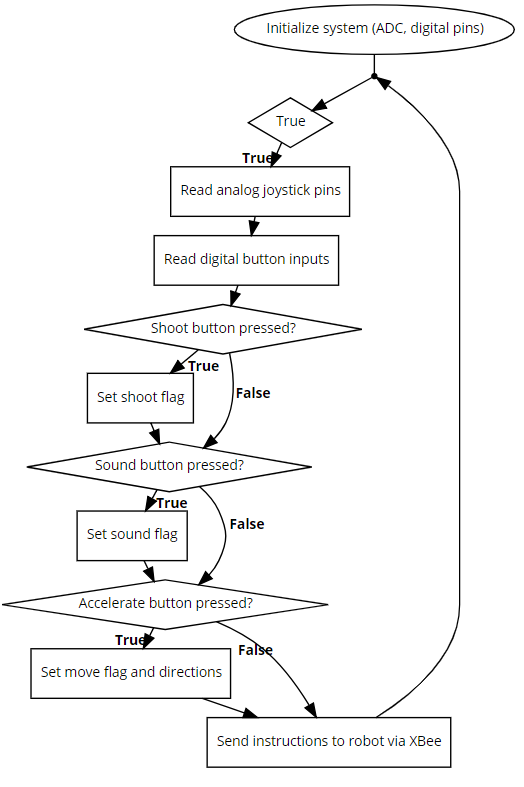 Initialize system (ADC, digital pins)
True
True
Read analog joystick pins
Read digital button inputs
Shoot button pressed?
True
Set shoot flag
False
Sound button pressed?
True
Set sound flag
False
Accelerate button pressed?
True
False
Set move flag and directions
Send instructions to robot via XBee